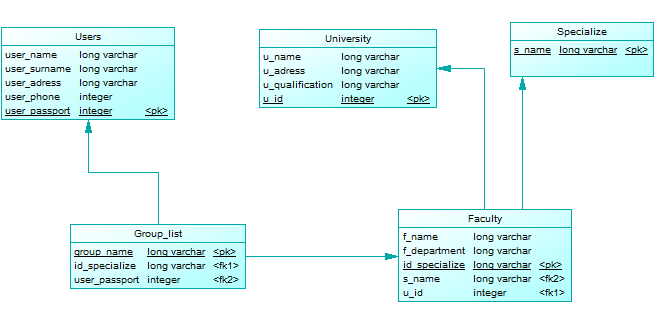 Users
user_name long varchar
user_surname long varchar
user_adress long varchar
user_phone integer
user_passport integer <pk>
University
u_name long varchar
u_adress long varchar
u_qualification long varchar
u_id integer <pk>
Specialize
s_name long varchar <pk>
Group_list
group_name long varchar <pk>
id_specialize long varchar <fk1>
user_passport integer <fk2>
Faculty
f_name long varchar
f_department long varchar
id_specialize long varchar <pk>
s_name long varchar <fk2>
u_id integer <fk1>